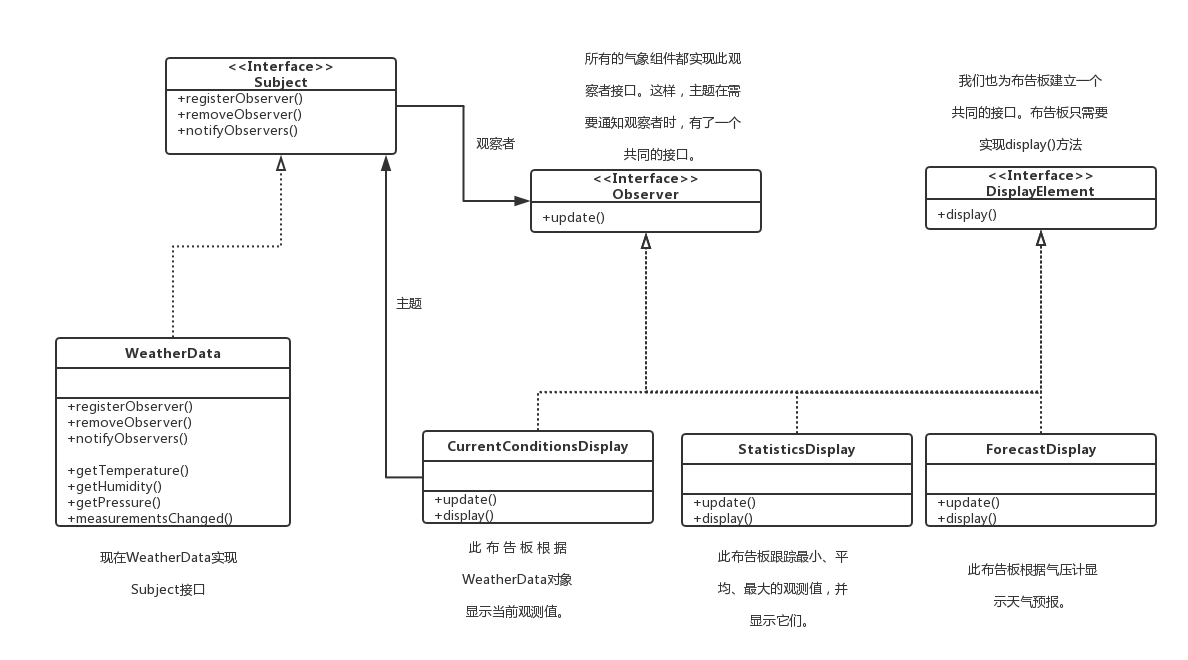 <<Interface>>
Subject
+registerObserver()
+removeObserver()
+notifyObservers()
观察者
所有的气象组件都实现此观
察者接口。这样，主题在需
要通知观察者时，有了一个
共同的接口。
<<Interface>>
Observer
+update()
我们也为布告板建立一个
共同的接口。布告板只需要
实现display()方法
<<Interface>>
DisplayElement
+display()
主题
WeatherData
+registerObserver()
+removeObserver()
+notifyObservers()
+getTemperature()
+getHumidity()
+getPressure()
+measurementsChanged()
现在WeatherData实现
Subject接口
CurrentConditionsDisplay
+update()
+display()
此布告板根据
WeatherData对象
显示当前观测值。
StatisticsDisplay
+update()
+display()
此布告板跟踪最小、平
均、最大的观测值，并
显示它们。
ForecastDisplay
+update()
+display()
此布告板根据气压计显
示天气预报。